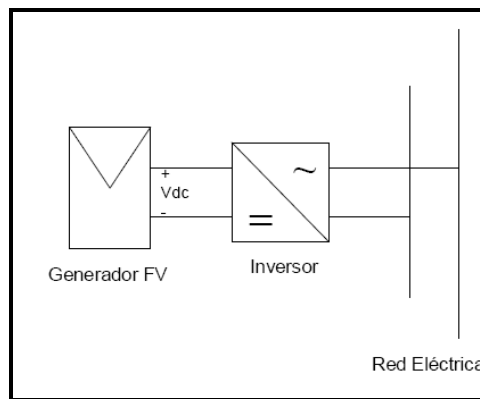 +
Vdc
-
~
=
Generador FV
Inversor
Red Eléctrica